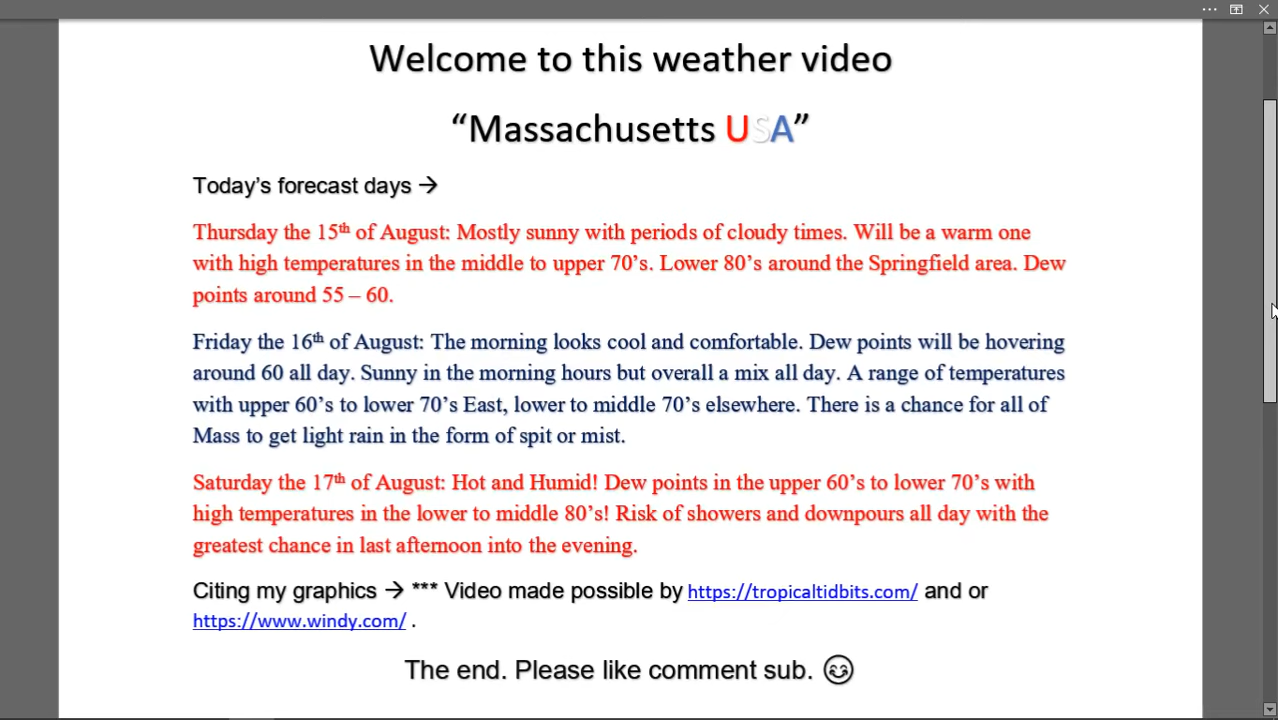 Welcome to this weather video
“Massachusetts USA”
Today’s forecast days →
Thursday the 15th of August: Mostly sunny with periods of cloudy times. Will be a warm one
with high temperatures in the middle to upper 70’s. Lower 80’s around the Springfield area. Dew
points around 55 – 60.
Friday the 16th of August: The morning looks cool and comfortable. Dew points will be hovering
around 60 all day. Sunny in the morning hours but overall a mix all day. A range of temperatures
with upper 60’s to lower 70’s East, lower to middle 70’s elsewhere. There is a chance for all of
Mass to get light rain in the form of spit or mist.
Saturday the 17th of August: Hot and Humid! Dew points in the upper 60’s to lower 70’s with
high temperatures in the lower to middle 80’s! Risk of showers and downpours all day with the
greatest chance in last afternoon into the evening.
Citing my graphics → *** Video made possible by https://tropicaltidbits.com/ and or
https://www.windy.com/ .
The end. Please like comment sub. 😊